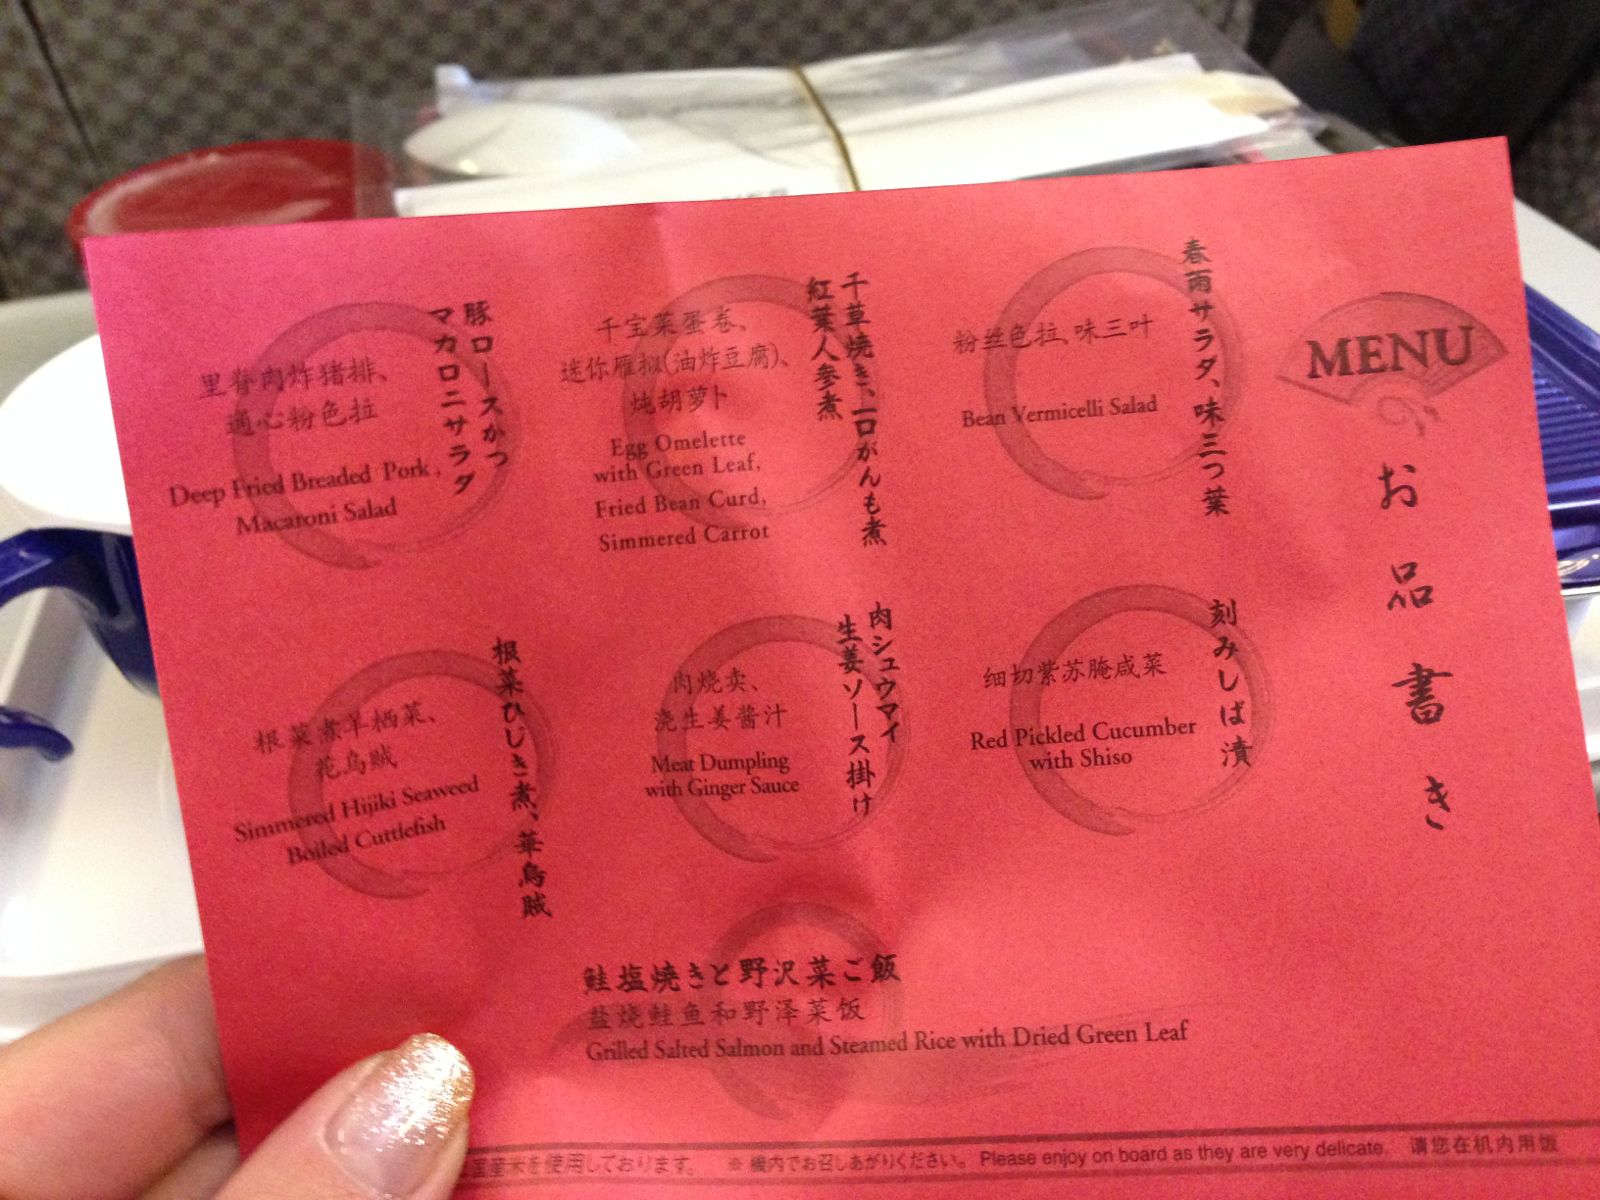 MENU
お品書き
春雨サラダ、味三つ葉
粉丝色拉、味三叶
Bean Vermicelli Salad
千草焼き、一口がんも煮
紅葉人参煮
千宝菜蛋卷、
迷你雁拟(油炸豆腐)、
炖胡萝卜
Egg Omelette
with Green Leaf,
Fried Bean Curd,
Simmered Carrot
豚ロースかつ
マカロニサラダ
里脊肉炸猪排、
通心粉色拉
Deep Fried Breaded Pork,
Macaroni Salad
刻みしば漬
细切紫苏腌咸菜
Red Pickled Cucumber
with Shiso
肉シュウマイ
生姜ソース掛け
肉烧卖、
浇生姜酱汁
Meat Dumpling
with Ginger Sauce
根菜ひじき煮、華烏賊
根菜煮羊栖菜、
花乌贼
Simmered Hijiki Seaweed
Boiled Cuttlefish
鮭塩焼きと野沢菜ご飯
盐烧鲑鱼和野泽菜饭
Grilled Salted Salmon and Steamed Rice with Dried Green Leaf
国産米を使用しております。 ※ 機内でお召しあがりください。 Please enjoy on board as they are very delicate. 请您在机内用饭